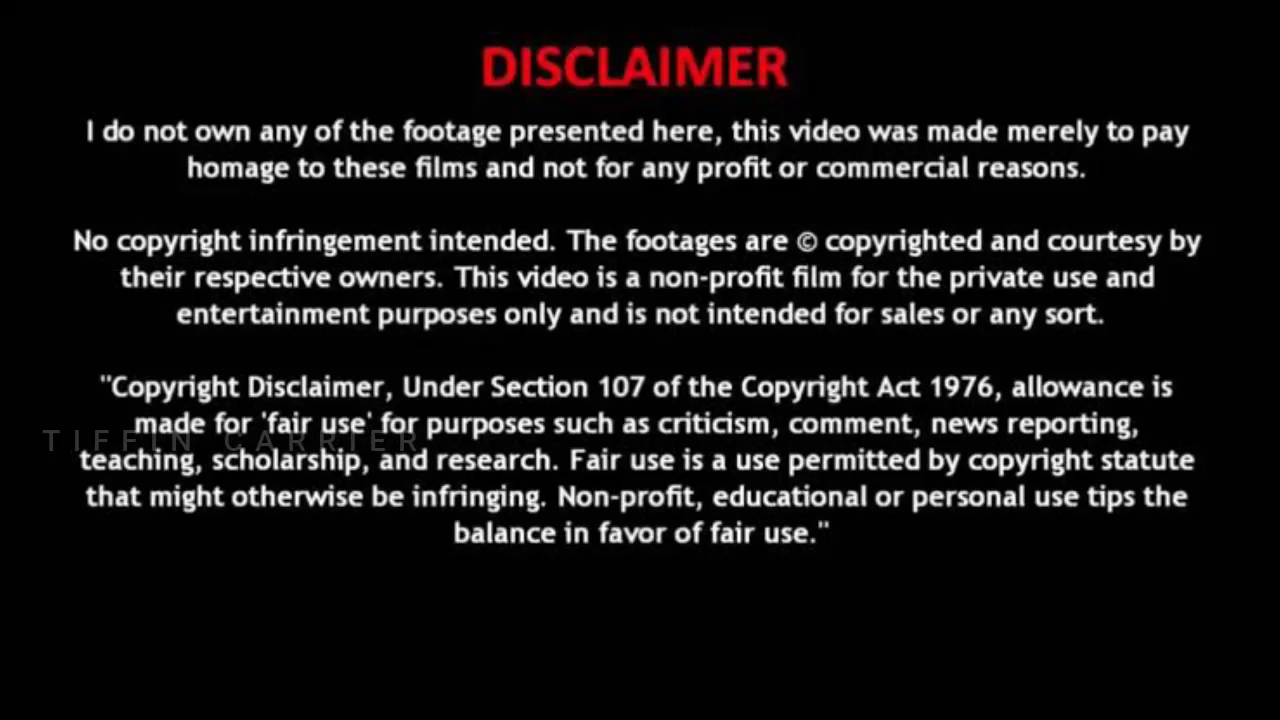 DISCLAIMER
I do not own any of the footage presented here, this video was made merely to pay
homage to these films and not for any profit or commercial reasons.
No copyright infringement intended. The footages are © copyrighted and courtesy by
their respective owners. This video is a non-profit film for the private use and
entertainment purposes only and is not intended for sales or any sort.
"Copyright Disclaimer, Under Section 107 of the Copyright Act 1976, allowance is
made for 'fair use' for purposes such as criticism, comment, news reporting,
TIFFIN CARRIER
teaching, scholarship, and research. Fair use is a use permitted by copyright statute
that might otherwise be infringing. Non-profit, educational or personal use tips the
balance in favor of fair use."